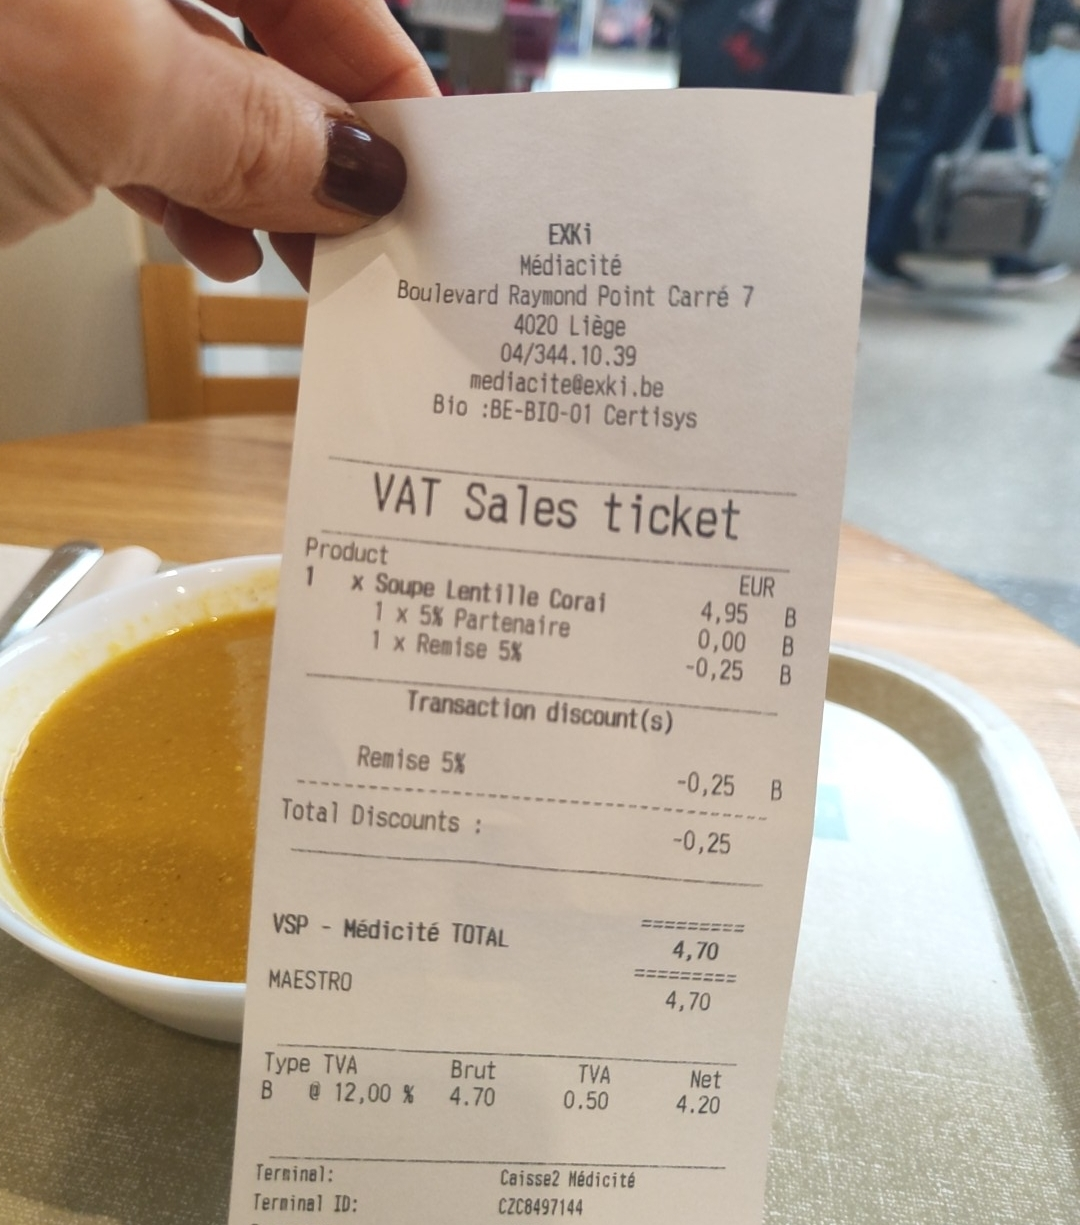 EXKi
Médiacité
Boulevard Raymond Point Carré 7
4020 Liège
04/344.10.39
mediacite@exki.be
Bio :BE-BIO-01 Certisys
VAT Sales ticket
Product EUR
1 x Soupe Lentille Corai 4,95 B
1 x 5% Partenaire 0,00 B
1 x Remise 5% -0,25 B
Transaction discount(s)
Remise 5% -0,25 B
Total Discounts : -0,25
=========
VSP - Médicité TOTAL 4,70
=========
MAESTRO 4,70
Type TVA Brut TVA Net
B @ 12,00 % 4.70 0.50 4.20
Terminal: Caisse2 Médicité
Terminal ID: CZC8497144